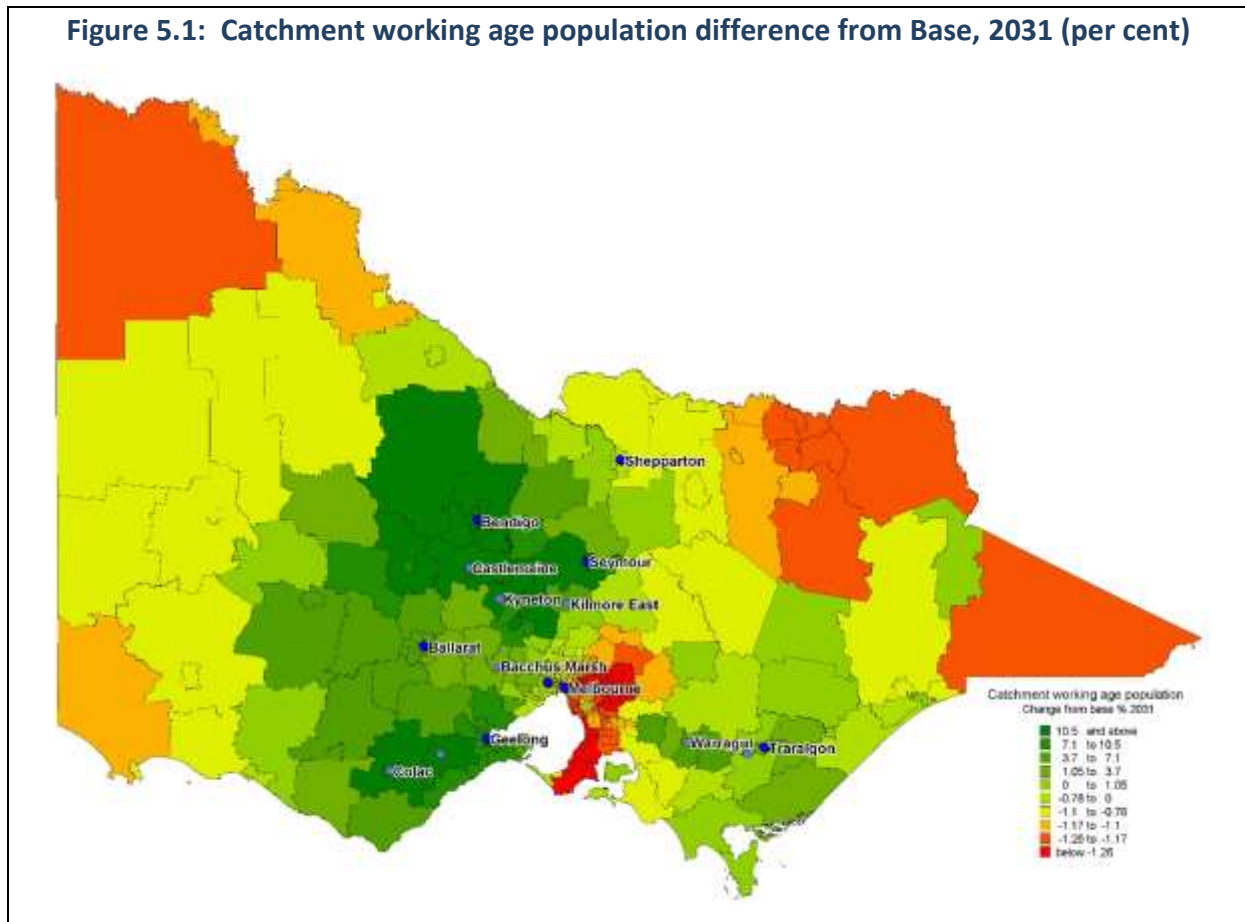 Figure 5.1: Catchment working age population difference from Base, 2031 (per cent)
Shepparton
Bendigo
Seymour
Castlemaine
Kyneton
Kilmore East
Ballarat
Bacchus Marsh
Melbourne
Geelong
Warragul
Traralgon
Colac
Catchment working age population
Change from base % 2031
10.5 and above
7.1 to 10.5
3.7 to 7.1
1.05 to 3.7
0 to 1.05
-0.78 to 0
-1.1 to -0.78
-1.17 to -1.1
-1.26 to -1.17
below -1.26